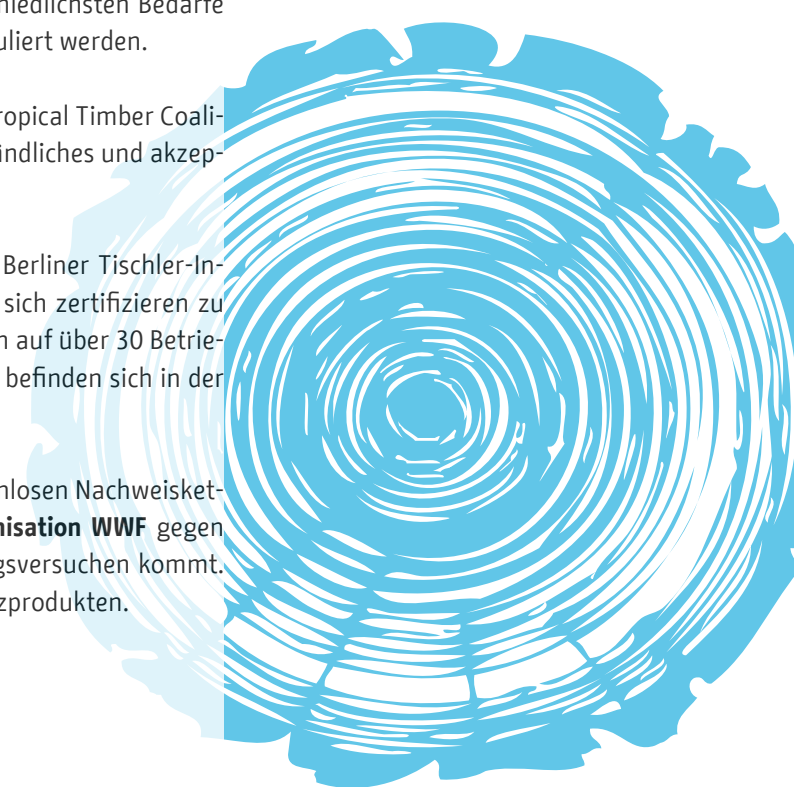 hiedlichsten Bedarfe
uliert werden.
ropical Timber Coali-
indliches und akzep-
Berliner Tischler-In-
sich zertifizieren zu
n auf über 30 Betrie-
befinden sich in der
nlosen Nachweisket-
nisation WWF gegen
gsversuchen kommt.
zprodukten.